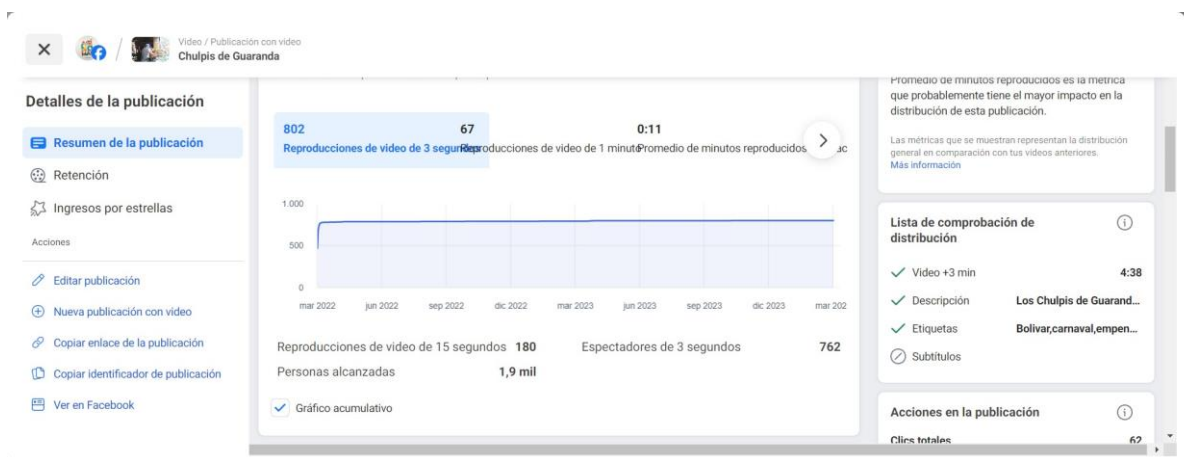 Video / Publicación con video
Chulpis de Guaranda
Detalles de la publicación
Resumen de la publicación
Retención
Ingresos por estrellas
Acciones
Editar publicación
Nueva publicación con video
Copiar enlace de la publicación
Copiar identificador de publicación
Ver en Facebook
802
67
0:11
Reproducciones de video de 3 segundos
Reproducciones de video de 1 minuto
Promedio de minutos reproducidos
1.000
500
0
mar 2022 jun 2022 sep 2022 dic 2022 mar 2023 jun 2023 sep 2023 dic 2023 mar 202
Reproducciones de video de 15 segundos 180
Espectadores de 3 segundos 762
Personas alcanzadas 1,9 mil
Gráfico acumulativo
Promedio de minutos reproducidos es la métrica
que probablemente tiene el mayor impacto en la
distribución de esta publicación.
Las métricas que se muestran representan la distribución
general en comparación con tus videos anteriores.
Más información
Lista de comprobación de
distribución
Video +3 min 4:38
Descripción Los Chulpis de Guarand...
Etiquetas Bolivar,carnaval,empen...
Subtítulos
Acciones en la publicación
Clics totales 62